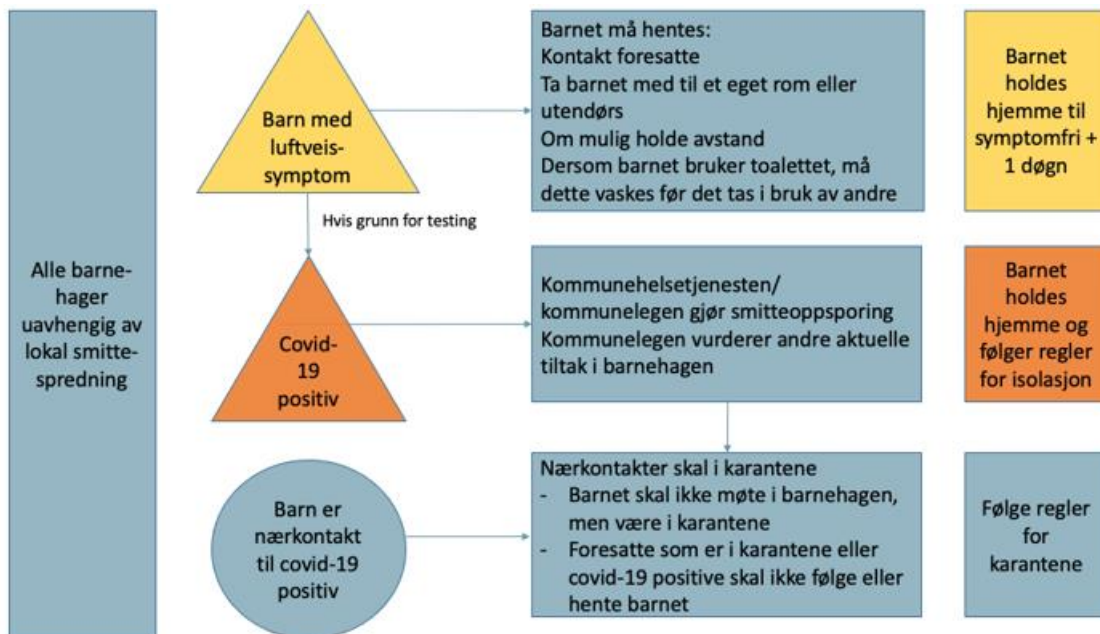 Alle barne-
hager
uavhengig av
lokal smitte-
spredning
Barn med
luftveis-
symptom
Barnet må hentes:
Kontakt foresatte
Ta barnet med til et eget rom eller
utendørs
Om mulig holde avstand
Dersom barnet bruker toalettet, må
dette vaskes før det tas i bruk av andre
Barnet
holdes
hjemme til
symptomfri +
1 døgn
Hvis grunn for testing
Covid-
19
positiv
Kommunehelsetjenesten/
kommunelegen gjør smitteoppsporing
Kommunelegen vurderer andre aktuelle
tiltak i barnehagen
Barnet
holdes
hjemme og
følger regler
for isolasjon
Barn er
nærkontakt
til covid-19
positiv
Nærkontakter skal i karantene
- Barnet skal ikke møte i barnehagen,
men være i karantene
- Foresatte som er i karantene eller
covid-19 positive skal ikke følge eller
hente barnet
Følge regler
for
karantene